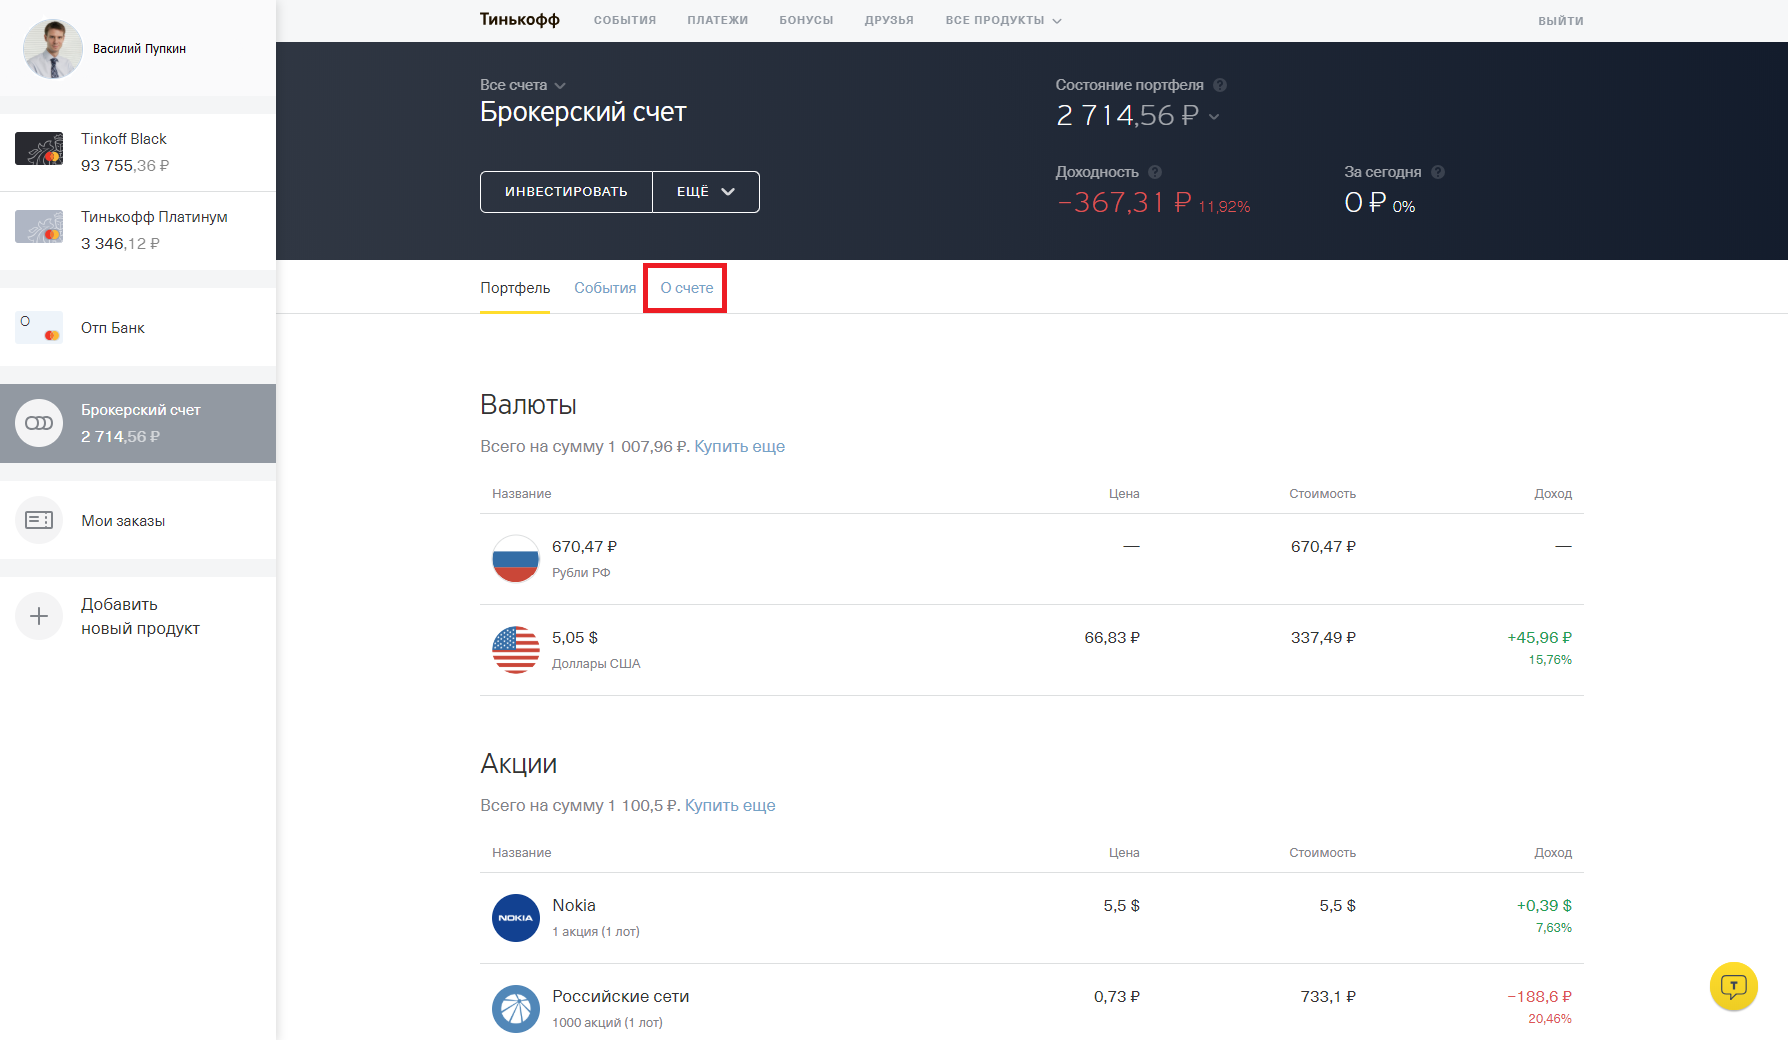 Василий Пупкин
Tinkoff Black
93 755,36 ₽
Тинькофф Платинум
3 346,12 ₽
О
Отп Банк
Брокерский счет
2 714,56 ₽
Мои заказы
Добавить
новый продукт
Тинькофф СОБЫТИЯ ПЛАТЕЖИ БОНУСЫ ДРУЗЬЯ ВСЕ ПРОДУКТЫ ВЫЙТИ
Все счета
Брокерский счет
ИНВЕСТИРОВАТЬ ЕЩЁ
Состояние портфеля ?
2 714,56 ₽
Доходность ?
−367,31 ₽ 11,92%
За сегодня ?
0 ₽ 0%
Портфель События О счете
Валюты
Всего на сумму 1 007,96 ₽. Купить еще
Название Цена Стоимость Доход
670,47 ₽ — 670,47 ₽ —
Рубли РФ
5,05 $ 66,83 ₽ 337,49 ₽ +45,96 ₽
Доллары США 15,76%
Акции
Всего на сумму 1 100,5 ₽. Купить еще
Название Цена Стоимость Доход
NOKIA
Nokia 5,5 $ 5,5 $ +0,39 $
1 акция (1 лот) 7,63%
Российские сети 0,73 ₽ 733,1 ₽ −188,6 ₽
1000 акций (1 лот) 20,46%
T